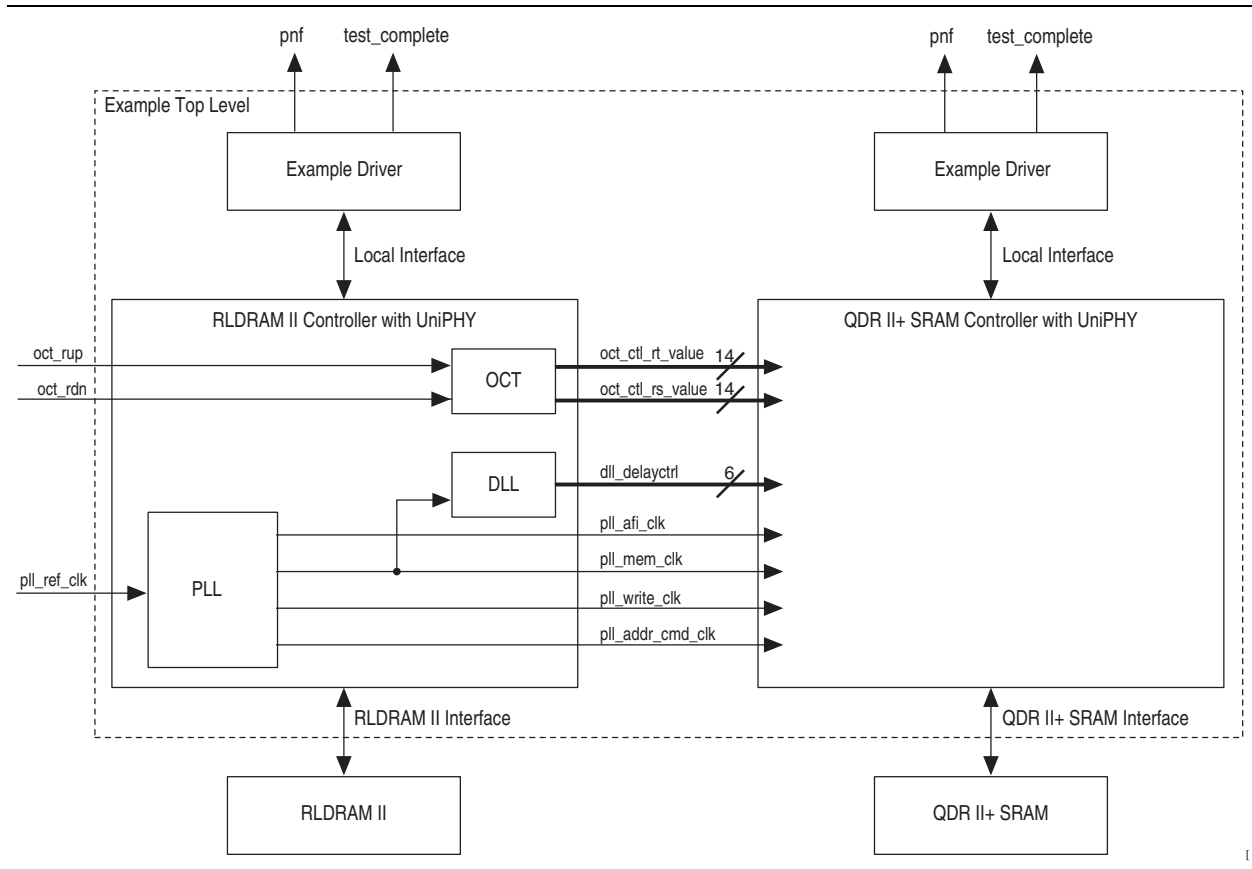 pnf test_complete pnf test_complete
Example Top Level
Example Driver Example Driver
Local Interface Local Interface
RLDRAM II Controller with UniPHY QDR II+ SRAM Controller with UniPHY
oct_rup oct_ctl_rt_value 14
OCT
oct_rdn oct_ctl_rs_value 14
DLL dll_delayctrl 6
pll_afi_clk
pll_mem_clk
pll_ref_clk PLL
pll_write_clk
pll_addr_cmd_clk
RLDRAM II Interface QDR II+ SRAM Interface
RLDRAM II QDR II+ SRAM
[